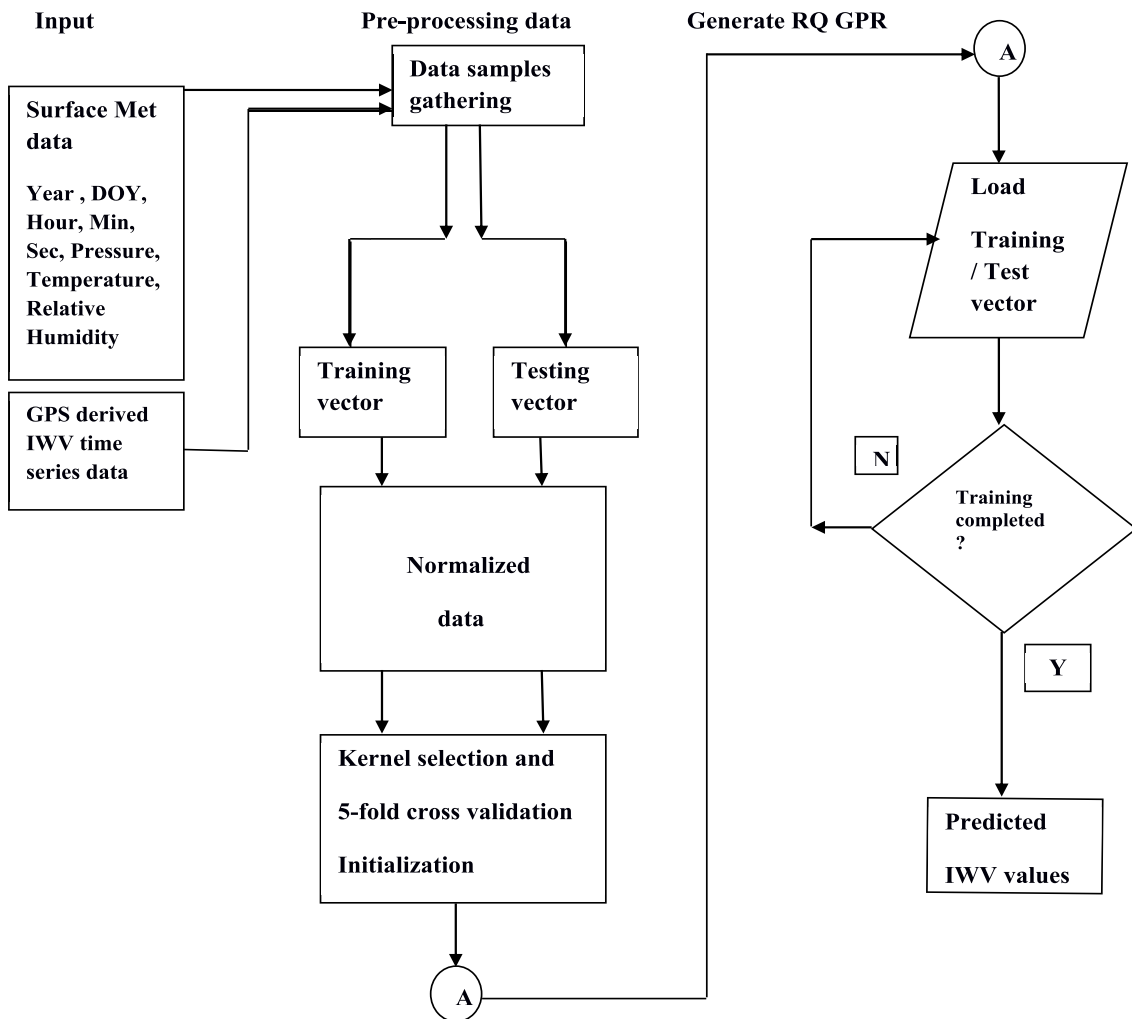 Input
Pre-processing data
Generate RQ GPR
Surface Met
data
Year , DOY,
Hour, Min,
Sec, Pressure,
Temperature,
Relative
Humidity
GPS derived
IWV time
series data
Data samples
gathering
Training
vector
Testing
vector
Normalized
data
Kernel selection and
5-fold cross validation
Initialization
A
A
Load
Training
/ Test
vector
N
Training
completed
?
Y
Predicted
IWV values